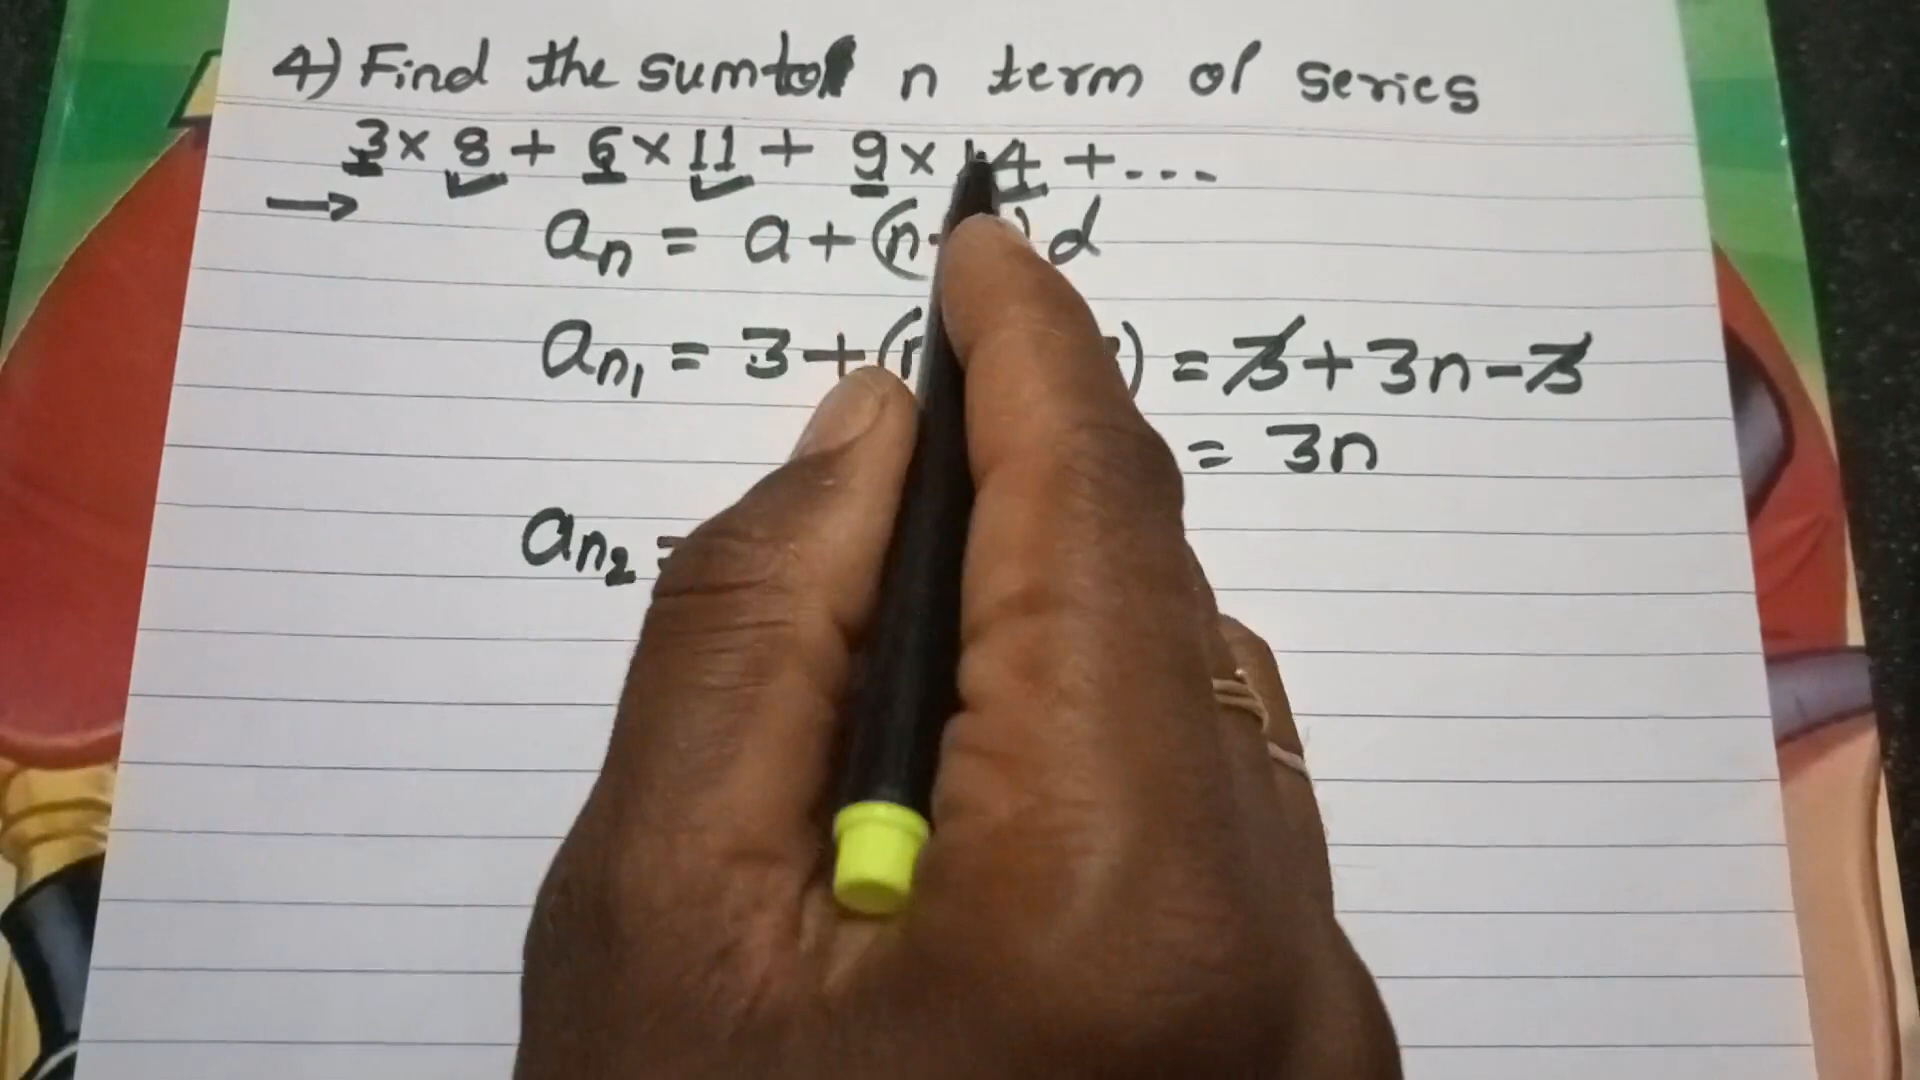 4) Find the sum to n term of series
3 × 8 + 6 × 11 + 9 × 14 + ...
→ an = a + (n- ) d
an1 = 3 + ( ) = 3 + 3n - 3
= 3n
an2 =